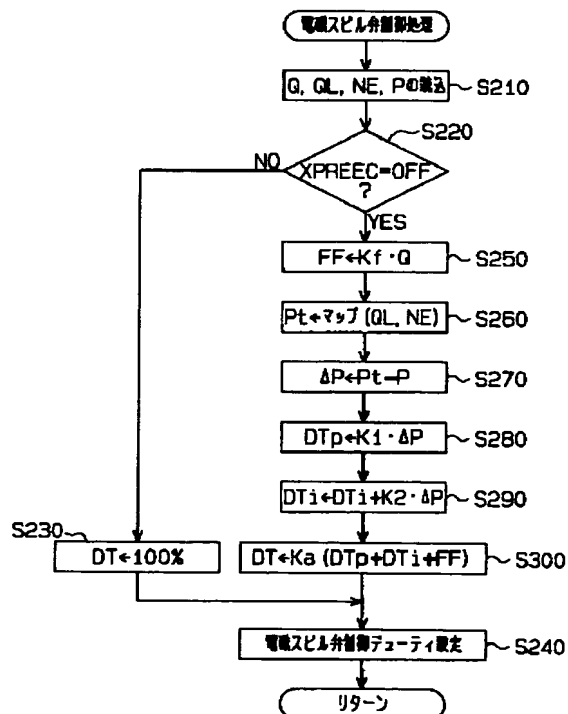 電磁スピル弁制御処理
Q, QL, NE, Pの読込
S210
S220
XPREEC=OFF
?
NO
YES
FF←Kf·Q
S250
Pt←マップ(QL, NE)
S260
ΔP←Pt−P
S270
DTp←K1·ΔP
S280
DTi←DTi+K2·ΔP
S290
S230
DT←100%
DT←Ka(DTp+DTi+FF)
S300
電磁スピル弁制御デューティ設定
S240
リターン